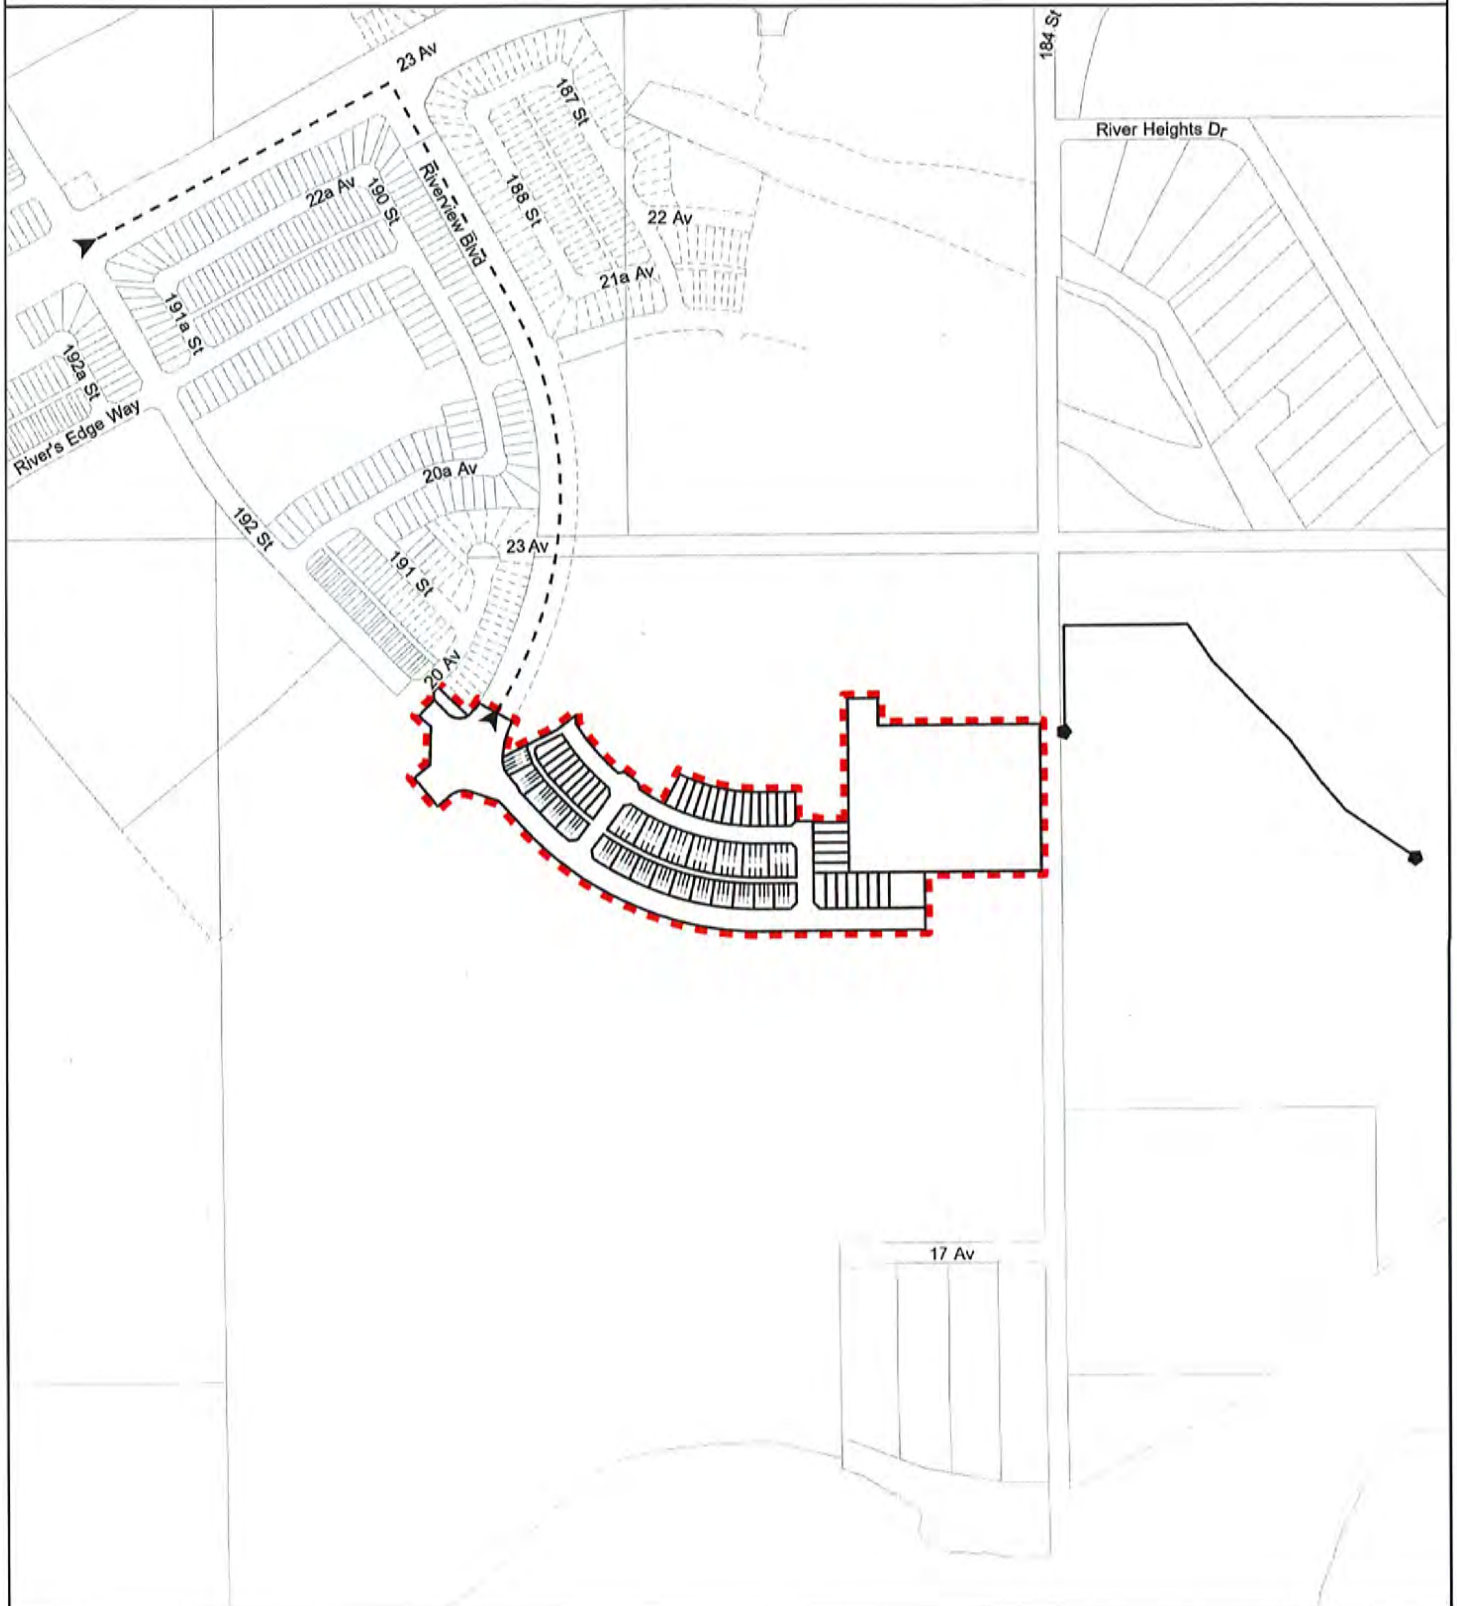 184 St
23 Av
River Heights Dr
187 St
22a Av
190 St
Riverview Blvd
188 St
22 Av
21a Av
191a St
192a St
River's Edge Way
20a Av
192 St
23 Av
191 St
20 Av
17 Av